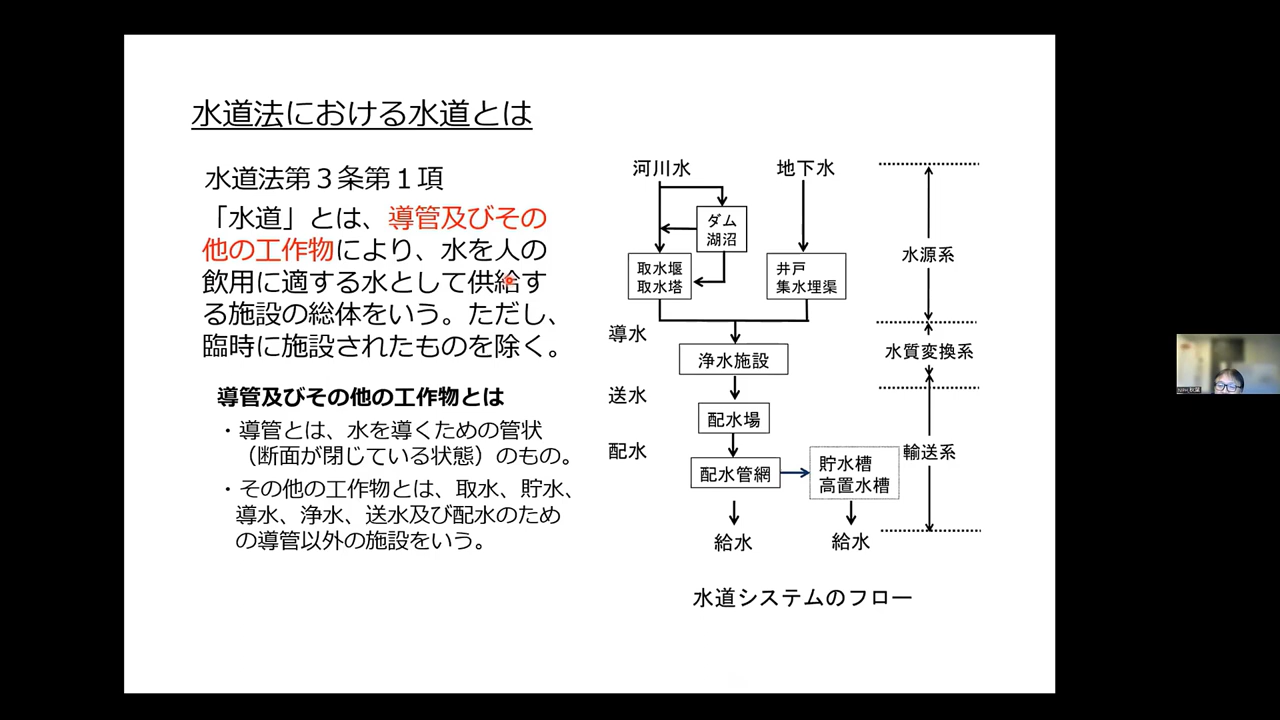 水道法における水道とは
水道法第３条第１項
「水道」とは、導管及びその
他の工作物により、水を人の
飲用に適する水として供給す
る施設の総体をいう。ただし、
臨時に施設されたものを除く。
導管及びその他の工作物とは
・導管とは、水を導くための管状
（断面が閉じている状態）のもの。
・その他の工作物とは、取水、貯水、
導水、浄水、送水及び配水のため
の導管以外の施設をいう。
河川水
地下水
ダム
湖沼
取水堰
取水塔
井戸
集水埋渠
水源系
導水
浄水施設
水質変換系
送水
配水場
配水
配水管網
貯水槽
高置水槽
輸送系
給水
給水
水道システムのフロー